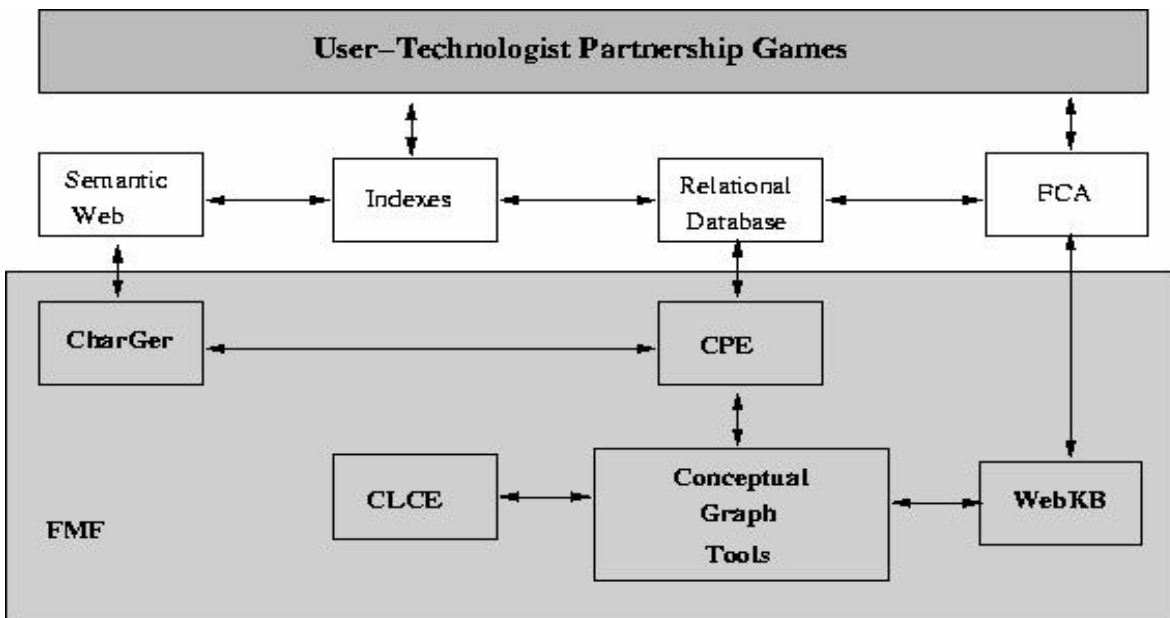 User–Technologist Partnership Games
Semantic
Web
Indexes
Relational
Database
FCA
CharGer
CPE
CLCE
Conceptual
Graph
Tools
WebKB
FMF